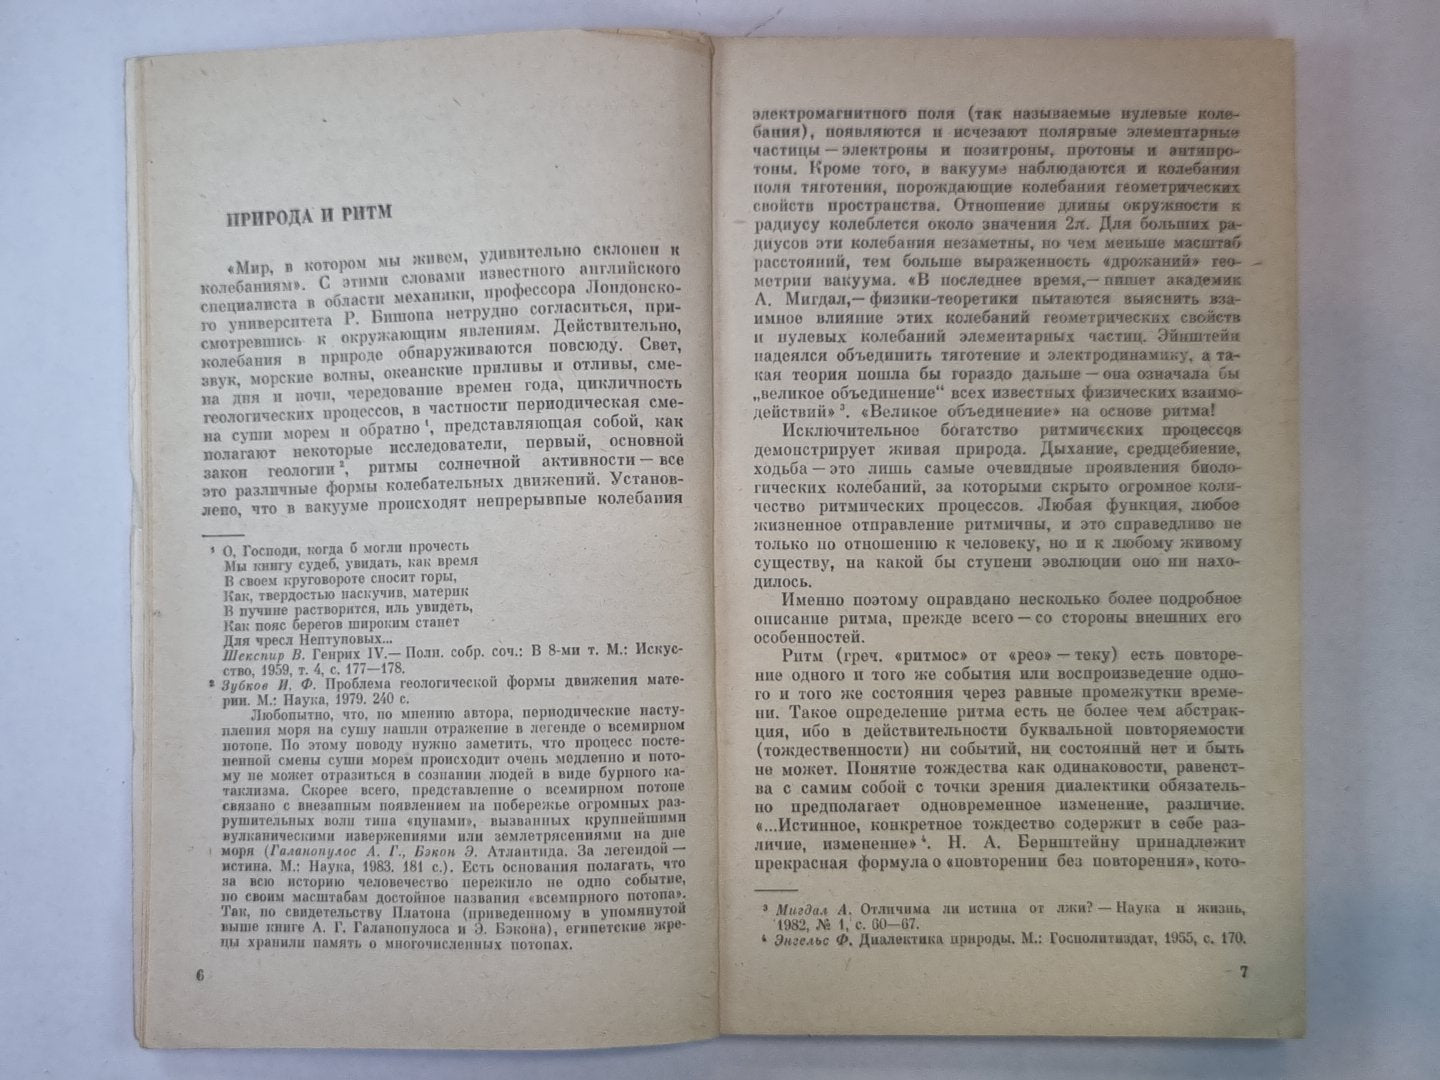 ПРИРОДА И РИТМ
«Мир, в котором мы живем, удивительно склонен к
колебаниям». С этими словами известного английского
специалиста в области механики, профессора Лондонско-
го университета Р. Бишопа нетрудно согласиться, при-
смотревшись к окружающим явлениям. Действительно,
колебания в природе обнаруживаются повсюду. Свет,
звук, морские волны, океанские приливы и отливы, сме-
на дня и ночи, чередование времен года, цикличность
геологических процессов, в частности периодическая сме-
на суши морем и обратно ¹, представляющая собой, как
полагают некоторые исследователи, первый, основной
закон геологии ², ритмы солнечной активности — все
это различные формы колебательных движений. Установ-
лено, что в вакууме происходят непрерывные колебания
¹ О, Господи, когда б могли прочесть
Мы книгу судеб, увидать, как время
В своем круговороте сносит горы,
Как, твердостью наскучив, материк
В пучине растворятся, иль увидеть,
Как пояс берегов широким станет
Для чресл Нептуновых...
Шекспир В. Генрих IV.— Полн. собр. соч.: В 8-ми т. М.: Искус-
ство, 1959, т. 4, с. 177—178.
² Зубков И. Ф. Проблема геологической формы движения мате-
рии. М.: Наука, 1979. 240 с.
Любопытно, что, по мнению автора, периодические насту-
пления моря на сушу нашли отражение в легенде о всемирном
потопе. По этому поводу нужно заметить, что процесс посте-
пенной смены суши морем происходит очень медленно и пото-
му не может отразиться в сознании людей в виде бурного ка-
таклизма. Скорее всего, представление о всемирном потопе
связано с внезапным появлением на побережье огромных раз-
рушительных волн типа «цунами», вызванных крупнейшими
вулканическими извержениями или землетрясениями на дне
моря (Галанопулос А. Г., Бэкон Э. Атлантида. За легендой —
истина. М.: Наука, 1983. 181 с.). Есть основания полагать, что
за всю историю человечество пережило не одно событие,
по своим масштабам достойное названия «всемирного потопа».
Так, по свидетельству Платона (приведенному в упомянутой
выше книге А. Г. Галанопулоса и Э. Бэкона), египетские жре-
цы хранили память о многочисленных потопах.
6
электромагнитного поля (так называемые нулевые коле-
бания), появляются и исчезают полярные элементарные
частицы — электроны и позитроны, протоны и антипро-
тоны. Кроме того, в вакууме наблюдаются и колебания
поля тяготения, порождающие колебания геометрических
свойств пространства. Отношение длины окружности к
радиусу колеблется около значения 2π. Для больших ра-
диусов эти колебания незаметны, но чем меньше масштаб
расстояний, тем больше выраженность «дрожаний» гео-
метрии вакуума. «В последнее время,— пишет академик
А. Мигдал,— физики-теоретики пытаются выяснить вза-
имное влияние этих колебаний геометрических свойств
и нулевых колебаний элементарных частиц. Эйнштейн
надеялся объединить тяготение и электродинамику, а та-
кая теория пошла бы гораздо дальше — она означала бы
„великое объединение“ всех известных физических взаимо-
действий» ³. «Великое объединение» на основе ритма!
Исключительное богатство ритмических процессов
демонстрирует живая природа. Дыхание, сердцебиение,
ходьба — это лишь самые очевидные проявления биоло-
гических колебаний, за которыми скрыто огромное коли-
чество ритмических процессов. Любая функция, любое
жизненное отправление ритмичны, и это справедливо не
только по отношению к человеку, но и к любому живому
существу, на какой бы ступени эволюции оно ни нахо-
дилось.
Именно поэтому оправдано несколько более подробное
описание ритма, прежде всего — со стороны внешних его
особенностей.
Ритм (греч. «ритмос» от «рео» — теку) есть повторе-
ние одного и того же события или воспроизведение одно-
го и того же состояния через равные промежутки време-
ни. Такое определение ритма есть не более чем абстрак-
ция, ибо в действительности буквальной повторяемости
(тождественности) ни событий, ни состояний нет и быть
не может. Понятие тождества как одинаковости, равенст-
ва с самим собой с точки зрения диалектики обязатель-
но предполагает одновременное изменение, различие.
«...Истинное, конкретное тождество содержит в себе раз-
личие, изменение» ⁴. Н. А. Бернштейну принадлежит
прекрасная формула о «повторении без повторения», кото-
³ Мигдал А. Отличима ли истина от лжи? — Наука и жизнь,
1982, № 1, с. 60—67.
⁴ Энгельс Ф. Диалектика природы. М.: Госполитиздат, 1955, с. 170.
7